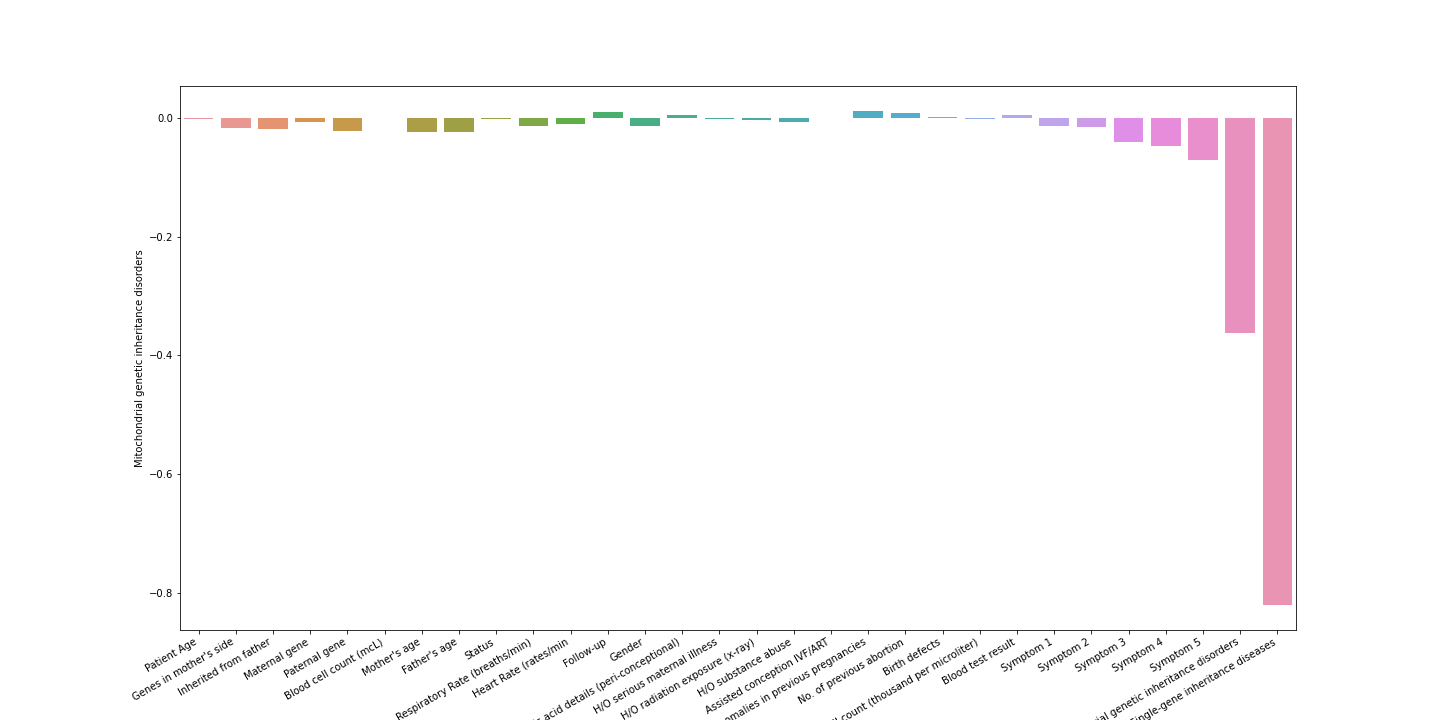 0.0
−0.2
−0.4
−0.6
−0.8
Mitochondrial genetic inheritance disorders
Patient Age
Genes in mother's side
Inherited from father
Maternal gene
Paternal gene
Blood cell count (mcL)
Mother's age
Father's age
Status
Respiratory Rate (breaths/min)
Heart Rate (rates/min
Follow-up
Gender
acid details (peri-conceptional)
H/O serious maternal illness
H/O radiation exposure (x-ray)
H/O substance abuse
Assisted conception IVF/ART
in previous pregnancies
No. of previous abortion
Birth defects
count (thousand per microliter)
Blood test result
Symptom 1
Symptom 2
Symptom 3
Symptom 4
Symptom 5
genetic inheritance disorders
Single-gene inheritance diseases